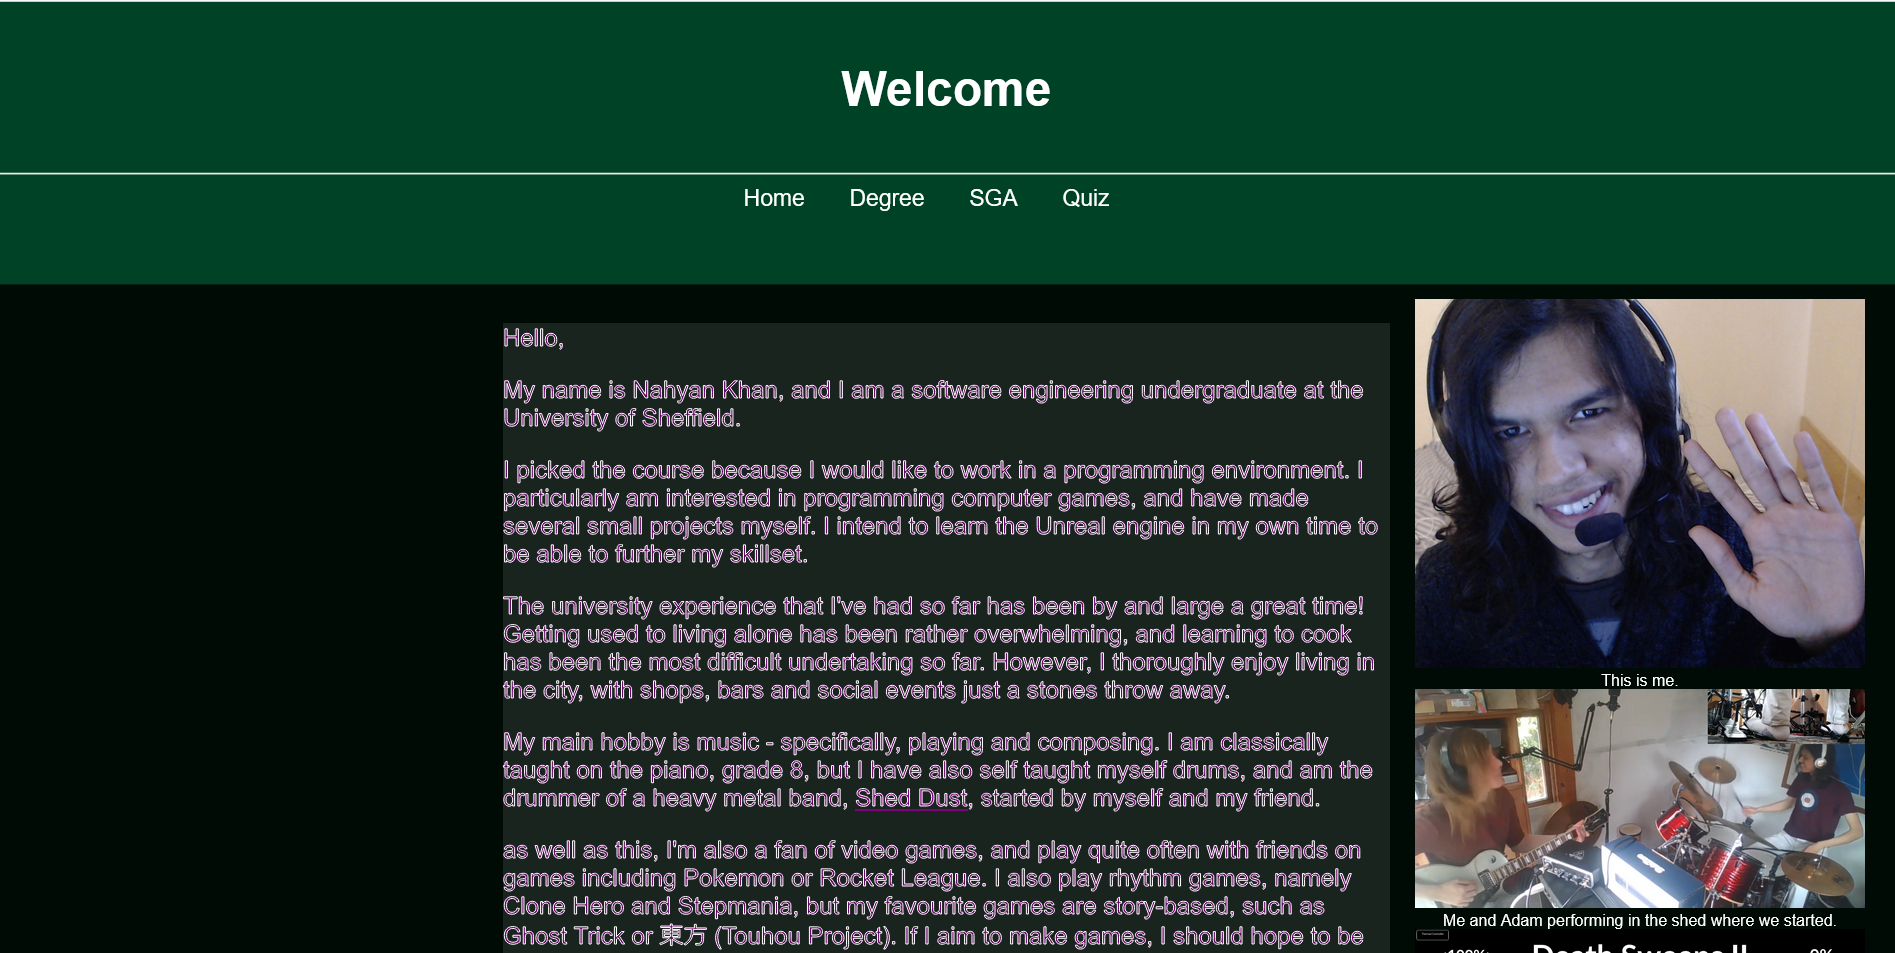 Welcome
Home Degree SGA Quiz
Hello,
My name is Nahyan Khan, and I am a software engineering undergraduate at the
University of Sheffield.
I picked the course because I would like to work in a programming environment. I
particularly am interested in programming computer games, and have made
several small projects myself. I intend to learn the Unreal engine in my own time to
be able to further my skillset.
The university experience that I've had so far has been by and large a great time!
Getting used to living alone has been rather overwhelming, and learning to cook
has been the most difficult undertaking so far. However, I thoroughly enjoy living in
the city, with shops, bars and social events just a stones throw away.
My main hobby is music - specifically, playing and composing. I am classically
taught on the piano, grade 8, but I have also self taught myself drums, and am the
drummer of a heavy metal band, Shed Dust, started by myself and my friend.
as well as this, I'm also a fan of video games, and play quite often with friends on
games including Pokemon or Rocket League. I also play rhythm games, namely
Clone Hero and Stepmania, but my favourite games are story-based, such as
Ghost Trick or 東方 (Touhou Project). If I aim to make games, I should hope to be
This is me.
Me and Adam performing in the shed where we started.
Death Sweeps II